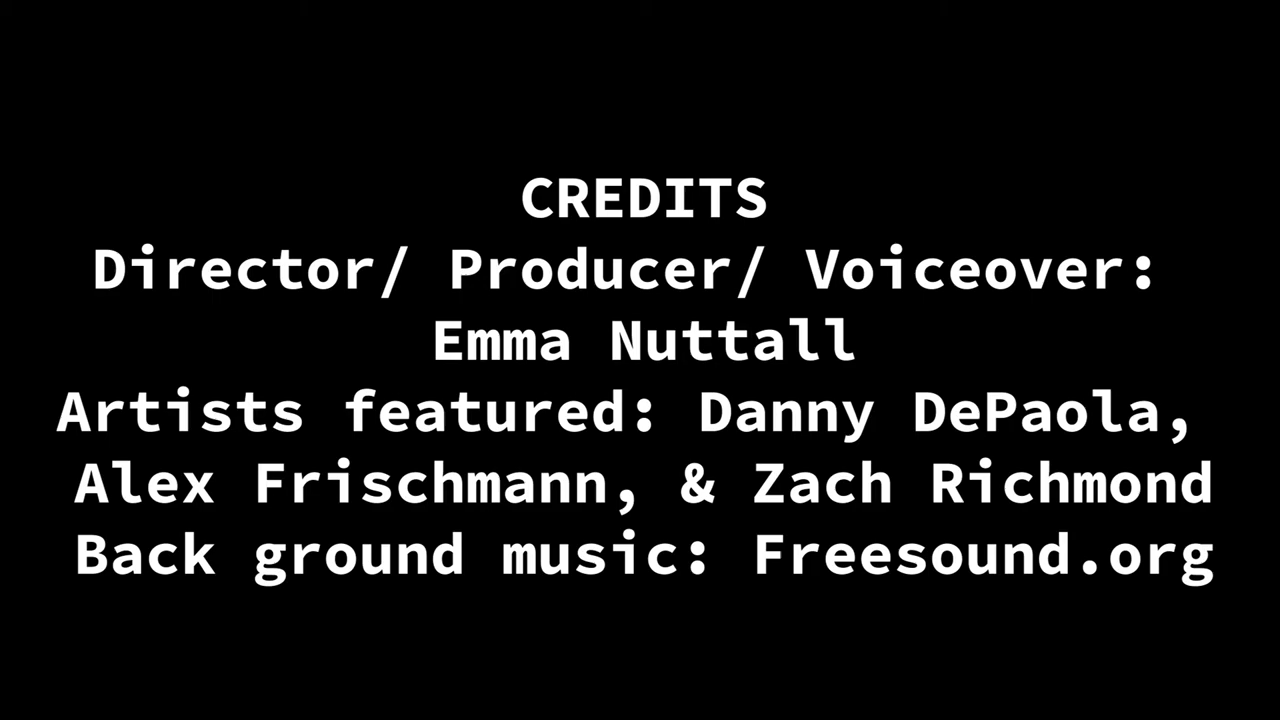 CREDITS
Director/ Producer/ Voiceover:
Emma Nuttall
Artists featured: Danny DePaola,
Alex Frischmann, & Zach Richmond
Back ground music: Freesound.org